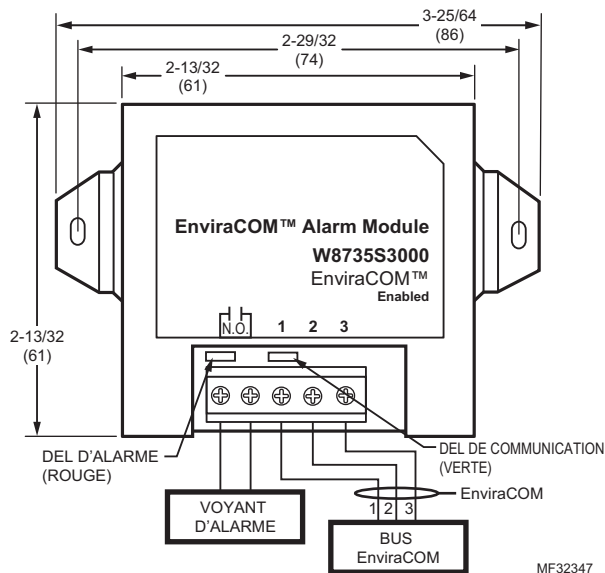 3-25/64
(86)
2-29/32
(74)
2-13/32
(61)
EnviraCOM™ Alarm Module
W8735S3000
EnviraCOM™
Enabled
2-13/32
(61)
N.O. 1 2 3
DEL D'ALARME
(ROUGE)
DEL DE COMMUNICATION
(VERTE)
EnviraCOM
1 2 3
VOYANT
D'ALARME
BUS
EnviraCOM
MF32347